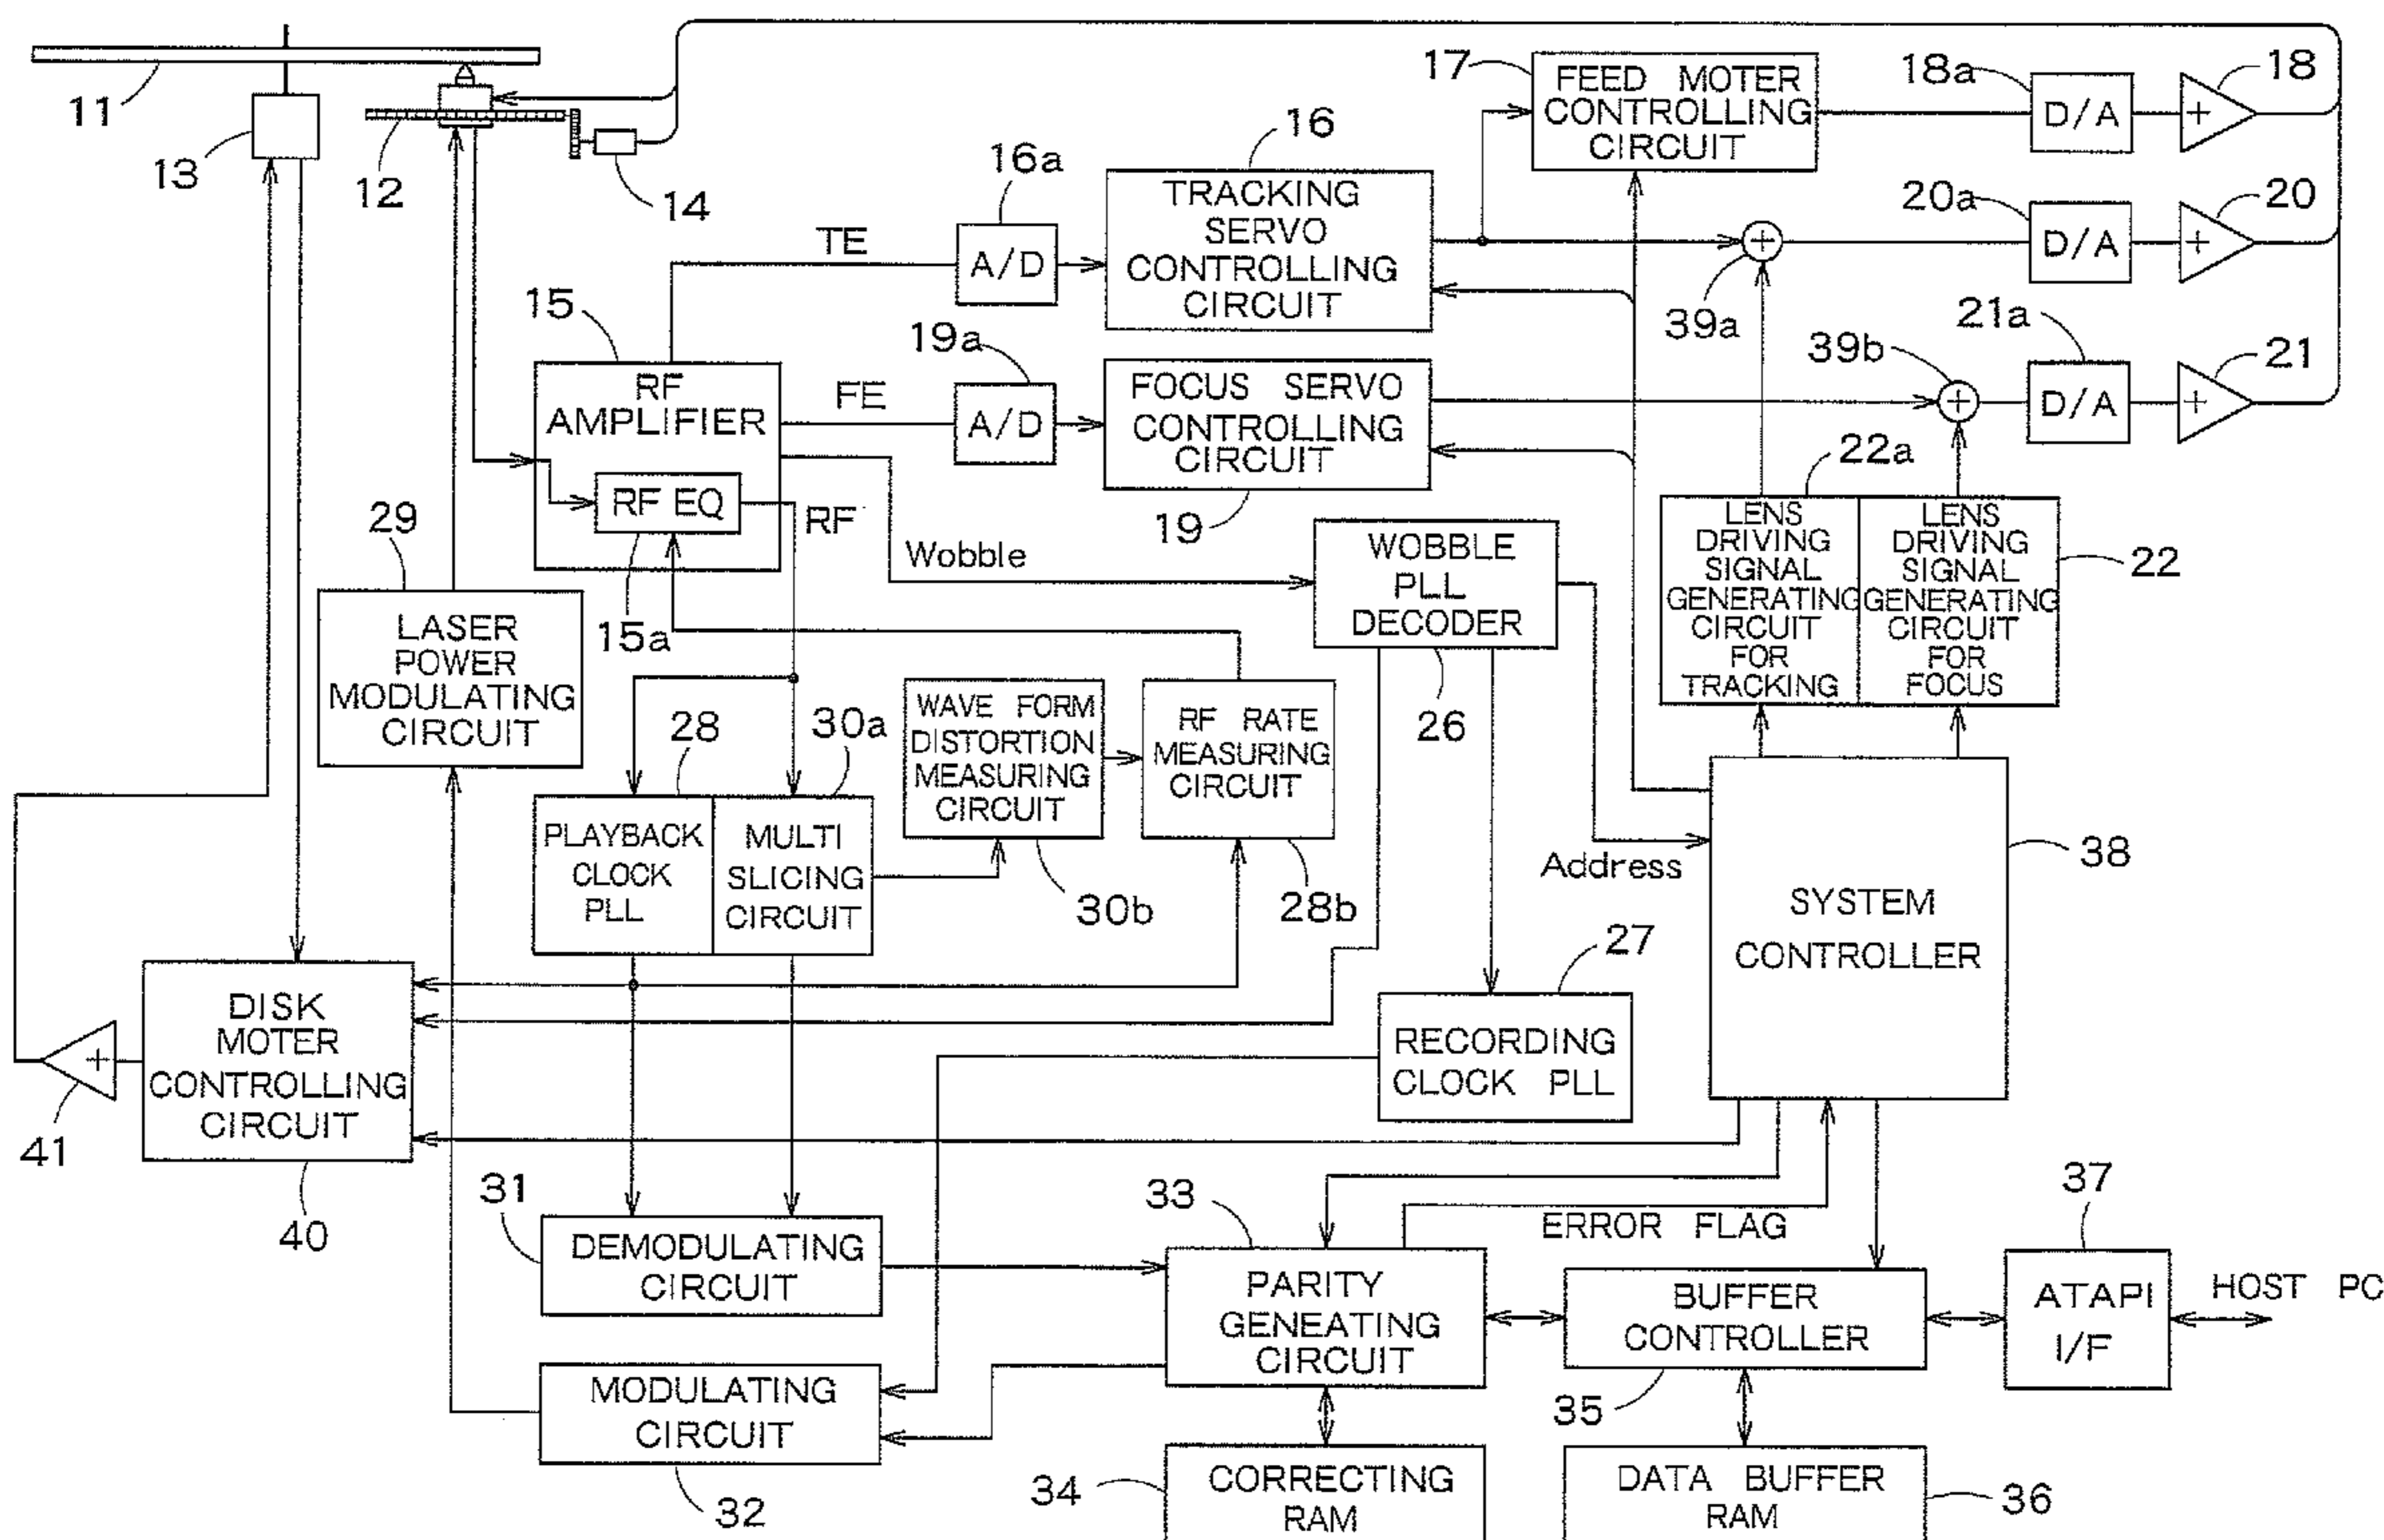 11
13
12
14
15
RF
AMPLIFIER
RF EQ
15a
TE
FE
RF
Wobble
16a
A/D
19a
A/D
16
TRACKING
SERVO
CONTROLLING
CIRCUIT
FOCUS SERVO
CONTROLLING
CIRCUIT
19
17
FEED MOTER
CONTROLLING
CIRCUIT
18a
D/A
+
18
20a
D/A
+
20
21a
D/A
+
21
+
39a
+
39b
22a
LENS
DRIVING
SIGNAL
GENERATING
CIRCUIT
FOR
TRACKING
LENS
DRIVING
SIGNAL
GENERATING
CIRCUIT
FOR
FOCUS
22
29
LASER
POWER
MODULATING
CIRCUIT
WOBBLE
PLL
DECODER
26
28
PLAYBACK
CLOCK
PLL
30a
MULTI
SLICING
CIRCUIT
WAVE FORM
DISTORTION
MEASURING
CIRCUIT
30b
RF RATE
MEASURING
CIRCUIT
28b
Address
SYSTEM
CONTROLLER
38
27
RECORDING
CLOCK PLL
DISK
MOTER
CONTROLLING
CIRCUIT
40
+
41
31
DEMODULATING
CIRCUIT
MODULATING
CIRCUIT
32
33
PARITY
GENEATING
CIRCUIT
ERROR FLAG
34
CORRECTING
RAM
BUFFER
CONTROLLER
35
DATA BUFFER
RAM
36
37
ATAPI
I/F
HOST PC